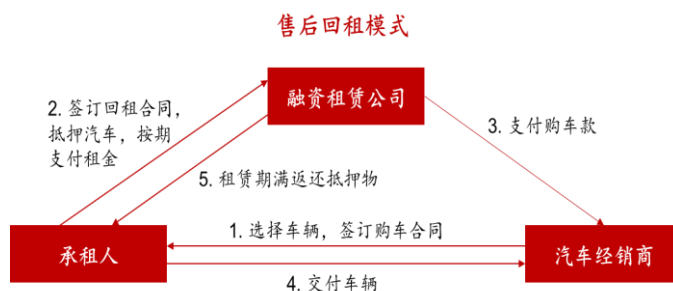 售后回租模式
融资租赁公司
2. 签订回租合同，
抵押汽车，按期
支付租金
3. 支付购车款
5. 租赁期满返还抵押物
1. 选择车辆，签订购车合同
承租人
汽车经销商
4. 交付车辆